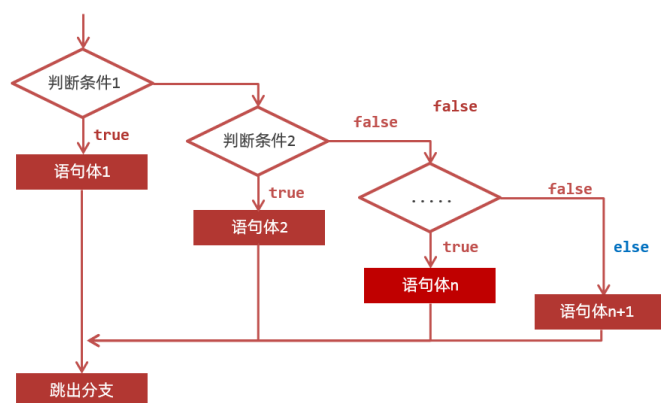 判断条件1
false
true
判断条件2
false
语句体1
true
.....
false
语句体2
true
else
语句体n
语句体n+1
跳出分支